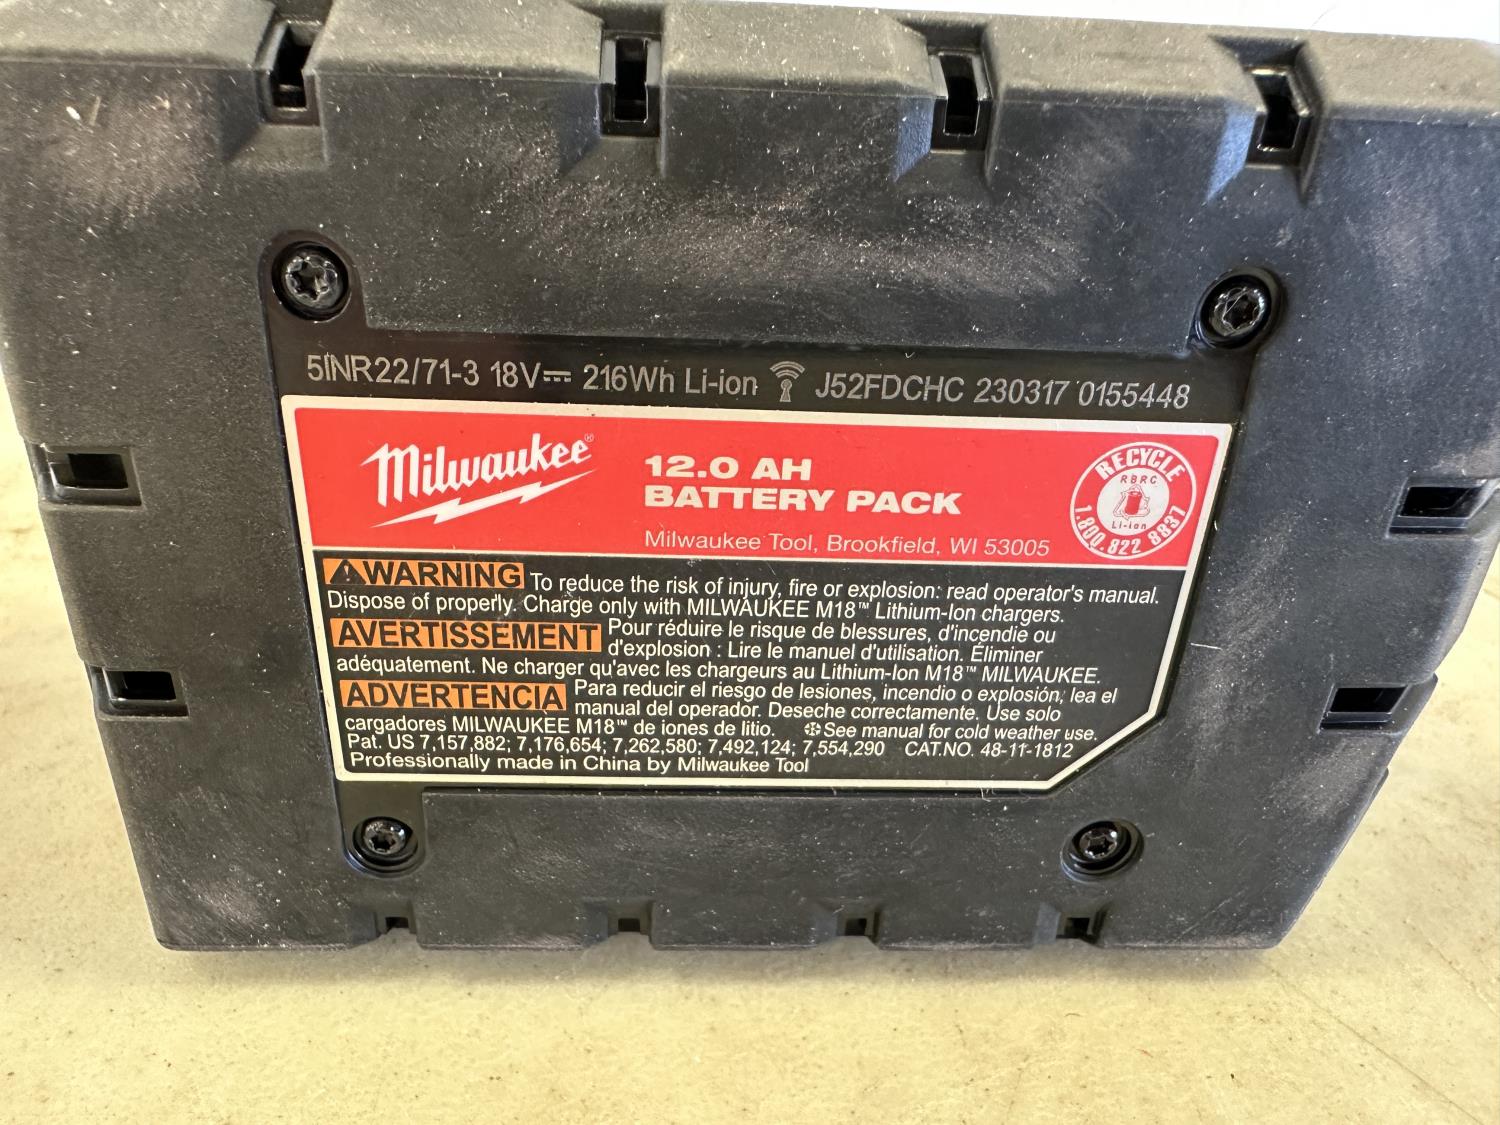 5INR22/71-3 18V⎓ 216Wh Li-ion J52FDCHC 230317 0155448
Milwaukee®
12.0 AH
BATTERY PACK
Milwaukee Tool, Brookfield, WI 53005
RECYCLE
RBRC
Li-ion
1.800.822.8837
⚠WARNING To reduce the risk of injury, fire or explosion: read operator's manual.
Dispose of properly. Charge only with MILWAUKEE M18™ Lithium-Ion chargers.
AVERTISSEMENT Pour réduire le risque de blessures, d'incendie ou
d'explosion : Lire le manuel d'utilisation. Éliminer
adéquatement. Ne charger qu'avec les chargeurs au Lithium-Ion M18™ MILWAUKEE.
ADVERTENCIA Para reducir el riesgo de lesiones, incendio o explosión, lea el
manual del operador. Deseche correctamente. Use solo
cargadores MILWAUKEE M18™ de iones de litio. ❄See manual for cold weather use.
Pat. US 7,157,882; 7,176,654; 7,262,580; 7,492,124; 7,554,290 CAT.NO. 48-11-1812
Professionally made in China by Milwaukee Tool